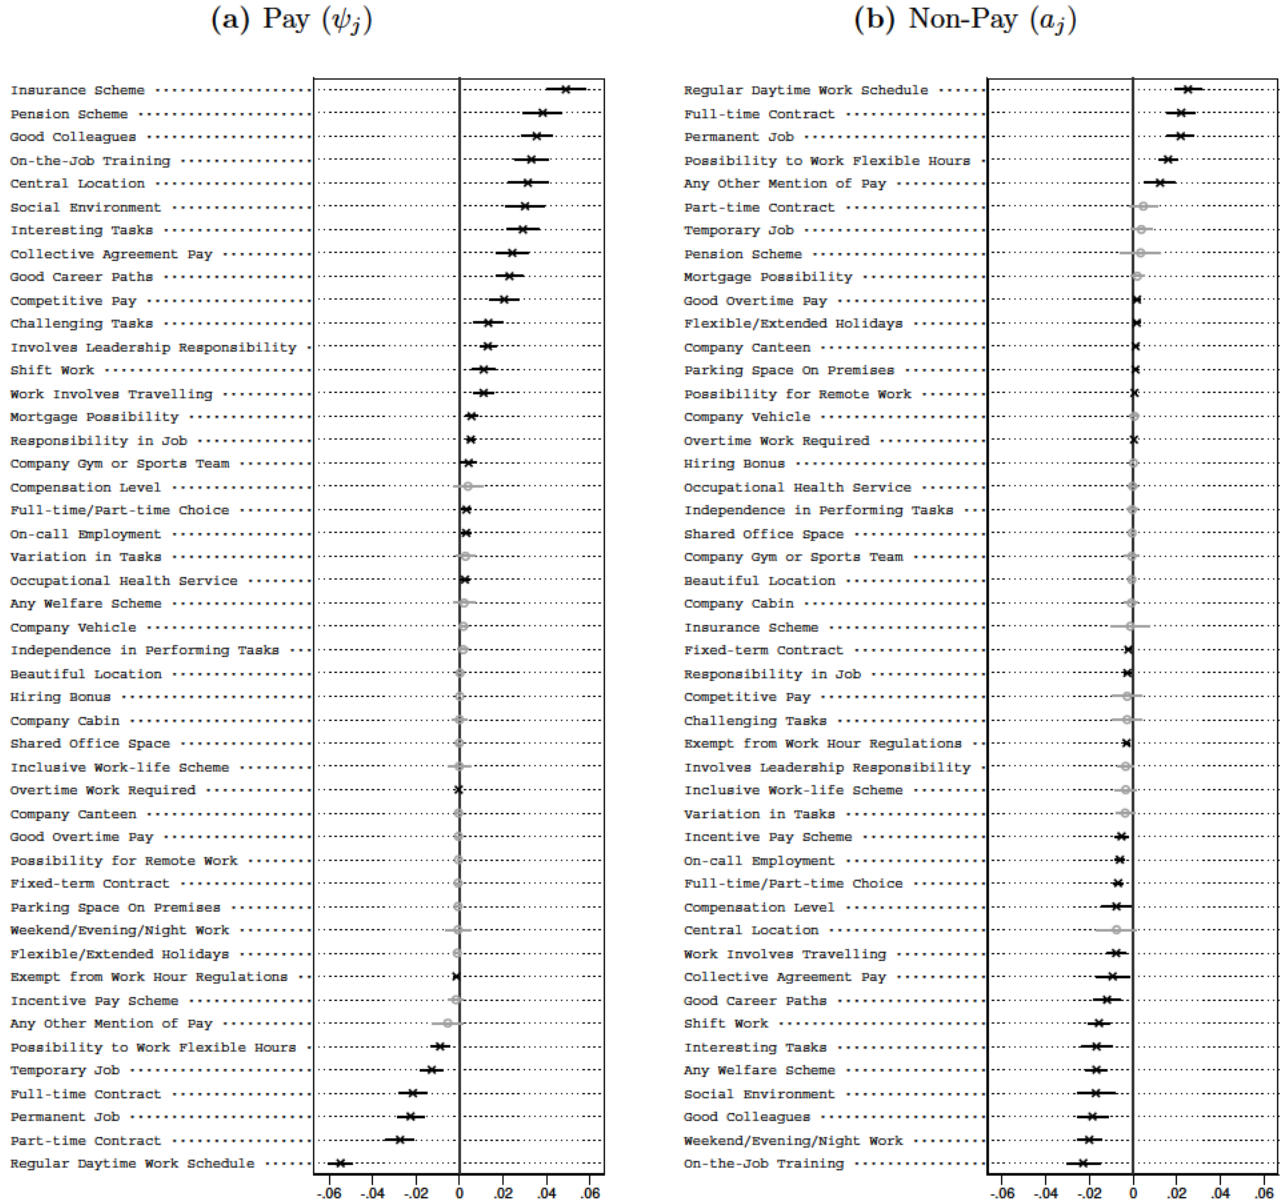 (a) Pay (ψj)
Insurance Scheme
Pension Scheme
Good Colleagues
On-the-Job Training
Central Location
Social Environment
Interesting Tasks
Collective Agreement Pay
Good Career Paths
Competitive Pay
Challenging Tasks
Involves Leadership Responsibility
Shift Work
Work Involves Travelling
Mortgage Possibility
Responsibility in Job
Company Gym or Sports Team
Compensation Level
Full-time/Part-time Choice
On-call Employment
Variation in Tasks
Occupational Health Service
Any Welfare Scheme
Company Vehicle
Independence in Performing Tasks
Beautiful Location
Hiring Bonus
Company Cabin
Shared Office Space
Inclusive Work-life Scheme
Overtime Work Required
Company Canteen
Good Overtime Pay
Possibility for Remote Work
Fixed-term Contract
Parking Space On Premises
Weekend/Evening/Night Work
Flexible/Extended Holidays
Exempt from Work Hour Regulations
Incentive Pay Scheme
Any Other Mention of Pay
Possibility to Work Flexible Hours
Temporary Job
Full-time Contract
Permanent Job
Part-time Contract
Regular Daytime Work Schedule
-.06 -.04 -.02 0 .02 .04 .06
(b) Non-Pay (aj)
Regular Daytime Work Schedule
Full-time Contract
Permanent Job
Possibility to Work Flexible Hours
Any Other Mention of Pay
Part-time Contract
Temporary Job
Pension Scheme
Mortgage Possibility
Good Overtime Pay
Flexible/Extended Holidays
Company Canteen
Parking Space On Premises
Possibility for Remote Work
Company Vehicle
Overtime Work Required
Hiring Bonus
Occupational Health Service
Independence in Performing Tasks
Shared Office Space
Company Gym or Sports Team
Beautiful Location
Company Cabin
Insurance Scheme
Fixed-term Contract
Responsibility in Job
Competitive Pay
Challenging Tasks
Exempt from Work Hour Regulations
Involves Leadership Responsibility
Inclusive Work-life Scheme
Variation in Tasks
Incentive Pay Scheme
On-call Employment
Full-time/Part-time Choice
Compensation Level
Central Location
Work Involves Travelling
Collective Agreement Pay
Good Career Paths
Shift Work
Interesting Tasks
Any Welfare Scheme
Social Environment
Good Colleagues
Weekend/Evening/Night Work
On-the-Job Training
-.06 -.04 -.02 0 .02 .04 .06